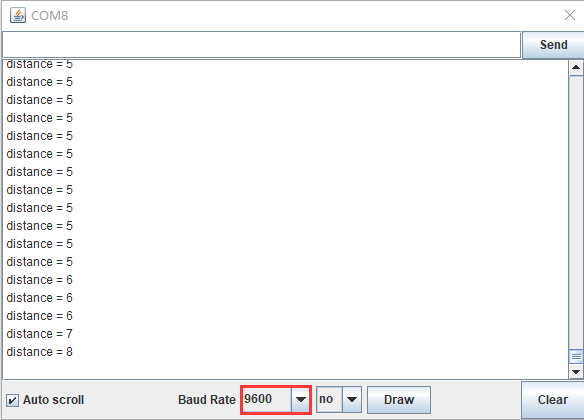 COM8
Send
distance = 5
distance = 5
distance = 5
distance = 5
distance = 5
distance = 5
distance = 5
distance = 5
distance = 5
distance = 5
distance = 5
distance = 5
distance = 6
distance = 6
distance = 6
distance = 7
distance = 8
Auto scroll
Baud Rate
9600
no
Draw
Clear